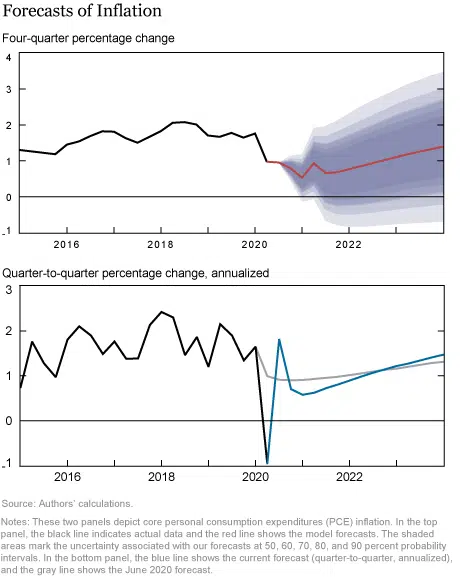 Forecasts of Inflation
Four-quarter percentage change
4
3
2
1
0
-1
2016 2018 2020 2022
Quarter-to-quarter percentage change, annualized
3
2
1
0
-1
2016 2018 2020 2022
Source: Authors' calculations.
Notes: These two panels depict core personal consumption expenditures (PCE) inflation. In the top
panel, the black line indicates actual data and the red line shows the model forecasts. The shaded
areas mark the uncertainty associated with our forecasts at 50, 60, 70, 80, and 90 percent probability
intervals. In the bottom panel, the blue line shows the current forecast (quarter-to-quarter, annualized),
and the gray line shows the June 2020 forecast.